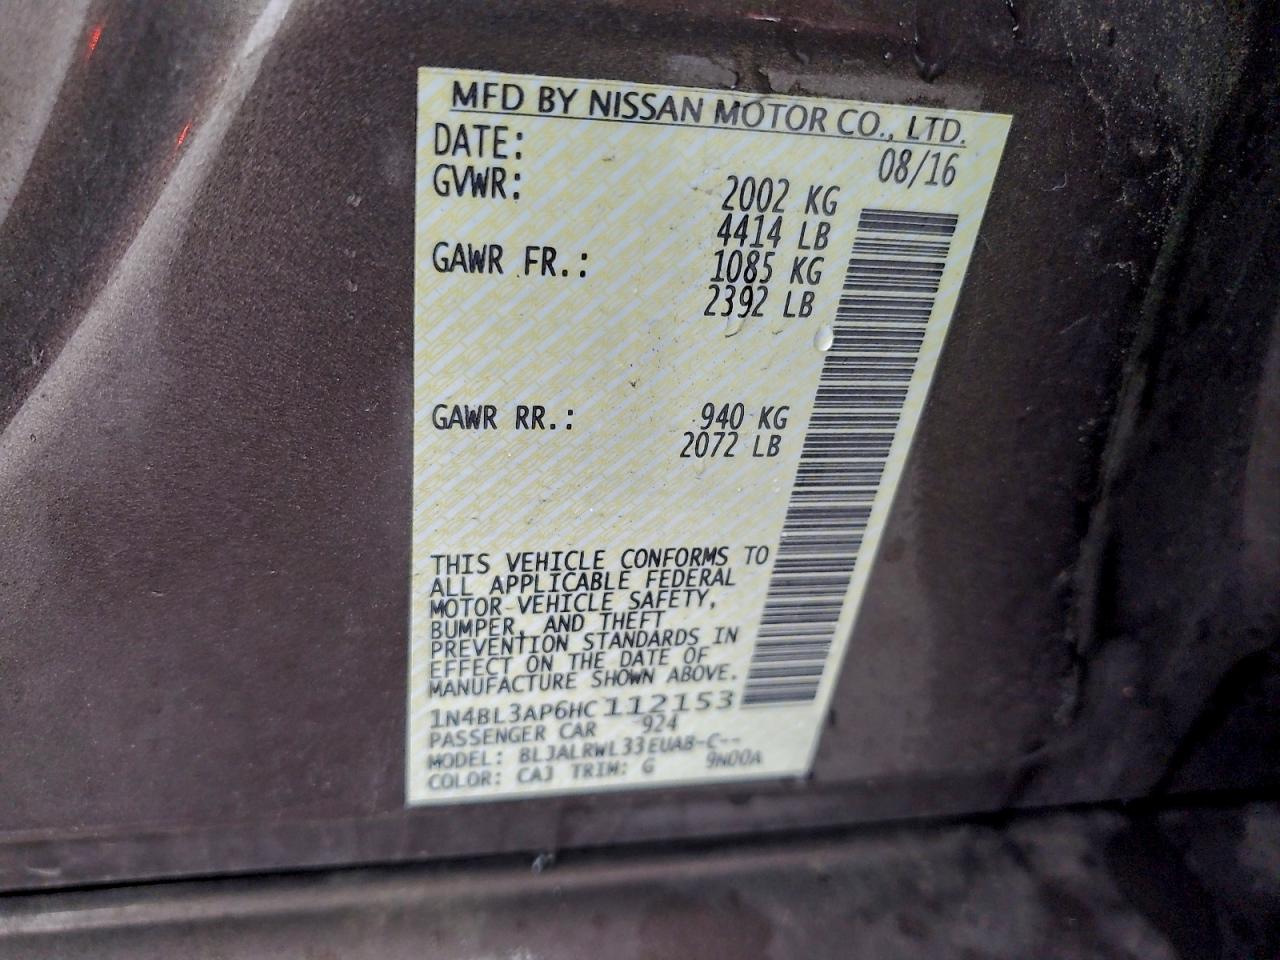 MFD BY NISSAN MOTOR CO., LTD.
DATE: 08/16
GVWR: 2002 KG
4414 LB
GAWR FR.: 1085 KG
2392 LB
GAWR RR.: 940 KG
2072 LB
THIS VEHICLE CONFORMS TO
ALL APPLICABLE FEDERAL
MOTOR VEHICLE SAFETY,
BUMPER, AND THEFT
PREVENTION STANDARDS IN
EFFECT ON THE DATE OF
MANUFACTURE SHOWN ABOVE.
1N4BL3AP6HC112153
PASSENGER CAR 924
MODEL: BLJALRWL33EUA8-C--
COLOR: CAJ TRIM: G 9N00A